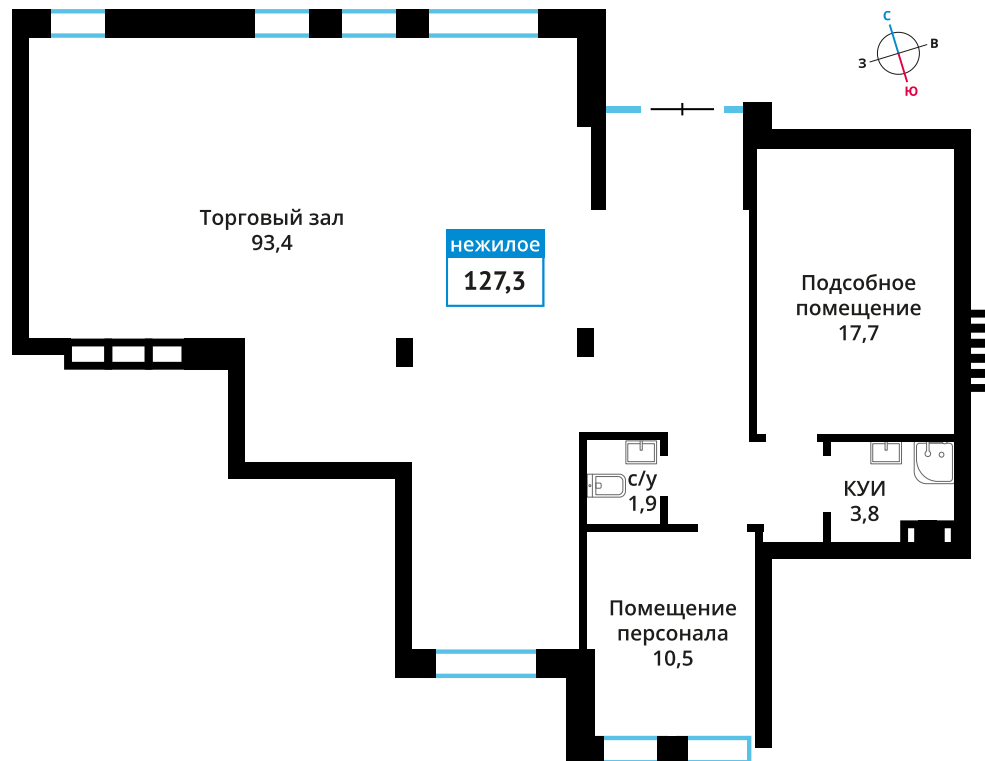 С
В
З
Ю
Торговый зал
93,4
нежилое
127,3
Подсобное
помещение
17,7
с/у
1,9
КУИ
3,8
Помещение
персонала
10,5